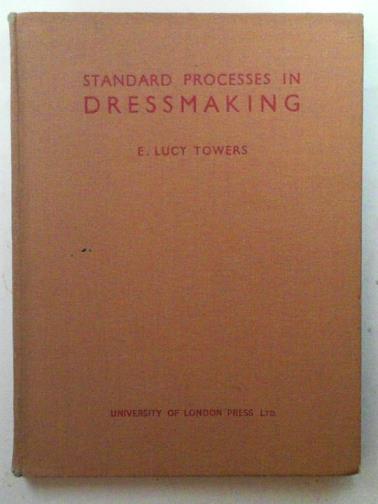 STANDARD PROCESSES IN
DRESSMAKING
E. LUCY TOWERS
UNIVERSITY OF LONDON PRESS LTD.